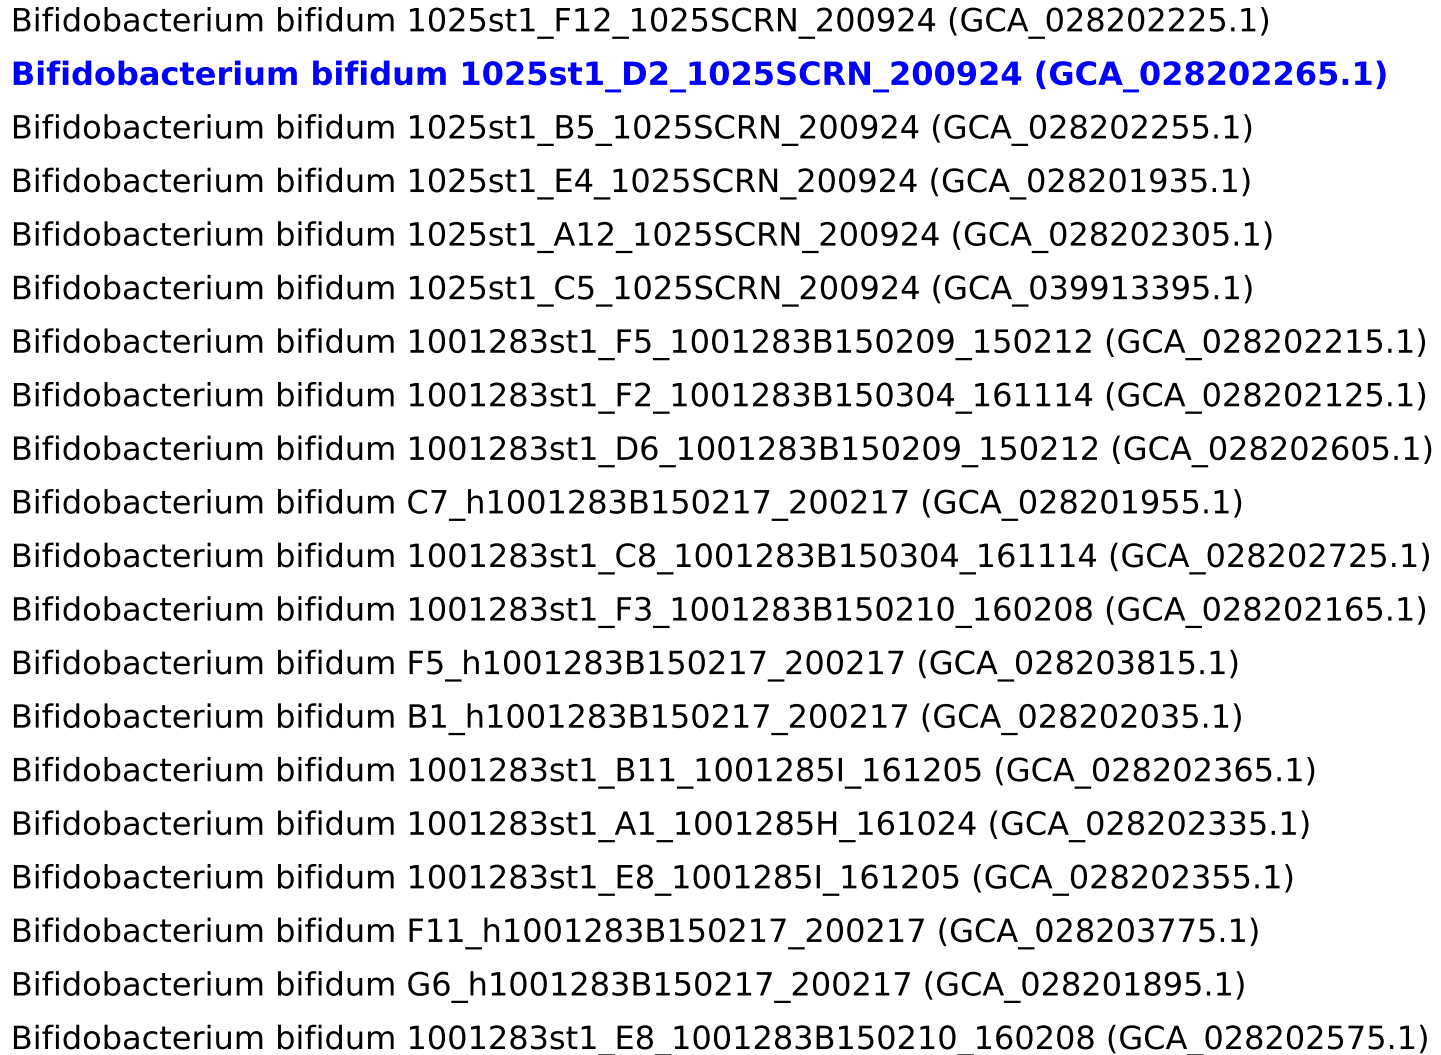 Bifidobacterium bifidum 1025st1_F12_1025SCRN_200924 (GCA_028202225.1)
Bifidobacterium bifidum 1025st1_D2_1025SCRN_200924 (GCA_028202265.1)
Bifidobacterium bifidum 1025st1_B5_1025SCRN_200924 (GCA_028202255.1)
Bifidobacterium bifidum 1025st1_E4_1025SCRN_200924 (GCA_028201935.1)
Bifidobacterium bifidum 1025st1_A12_1025SCRN_200924 (GCA_028202305.1)
Bifidobacterium bifidum 1025st1_C5_1025SCRN_200924 (GCA_039913395.1)
Bifidobacterium bifidum 1001283st1_F5_1001283B150209_150212 (GCA_028202215.1)
Bifidobacterium bifidum 1001283st1_F2_1001283B150304_161114 (GCA_028202125.1)
Bifidobacterium bifidum 1001283st1_D6_1001283B150209_150212 (GCA_028202605.1)
Bifidobacterium bifidum C7_h1001283B150217_200217 (GCA_028201955.1)
Bifidobacterium bifidum 1001283st1_C8_1001283B150304_161114 (GCA_028202725.1)
Bifidobacterium bifidum 1001283st1_F3_1001283B150210_160208 (GCA_028202165.1)
Bifidobacterium bifidum F5_h1001283B150217_200217 (GCA_028203815.1)
Bifidobacterium bifidum B1_h1001283B150217_200217 (GCA_028202035.1)
Bifidobacterium bifidum 1001283st1_B11_1001285I_161205 (GCA_028202365.1)
Bifidobacterium bifidum 1001283st1_A1_1001285H_161024 (GCA_028202335.1)
Bifidobacterium bifidum 1001283st1_E8_1001285I_161205 (GCA_028202355.1)
Bifidobacterium bifidum F11_h1001283B150217_200217 (GCA_028203775.1)
Bifidobacterium bifidum G6_h1001283B150217_200217 (GCA_028201895.1)
Bifidobacterium bifidum 1001283st1_E8_1001283B150210_160208 (GCA_028202575.1)